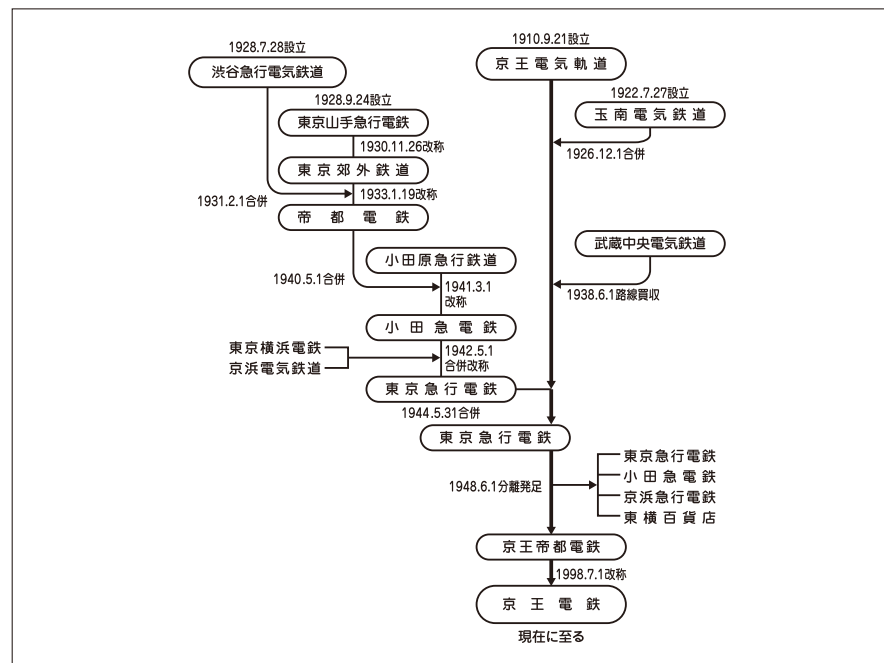 1928.7.28設立
渋谷急行電気鉄道
1928.9.24設立
東京山手急行電鉄
1930.11.26改称
東京郊外鉄道
1931.2.1合併
1933.1.19改称
帝都電鉄
1940.5.1合併
小田原急行鉄道
1941.3.1
改称
小田急電鉄
東京横浜電鉄
京浜電気鉄道
1942.5.1
合併改称
東京急行電鉄
1910.9.21設立
京王電気軌道
1922.7.27設立
玉南電気鉄道
1926.12.1合併
武蔵中央電気鉄道
1938.6.1路線買収
1944.5.31合併
東京急行電鉄
1948.6.1分離発足
東京急行電鉄
小田急電鉄
京浜急行電鉄
東横百貨店
京王帝都電鉄
1998.7.1改称
京王電鉄
現在に至る